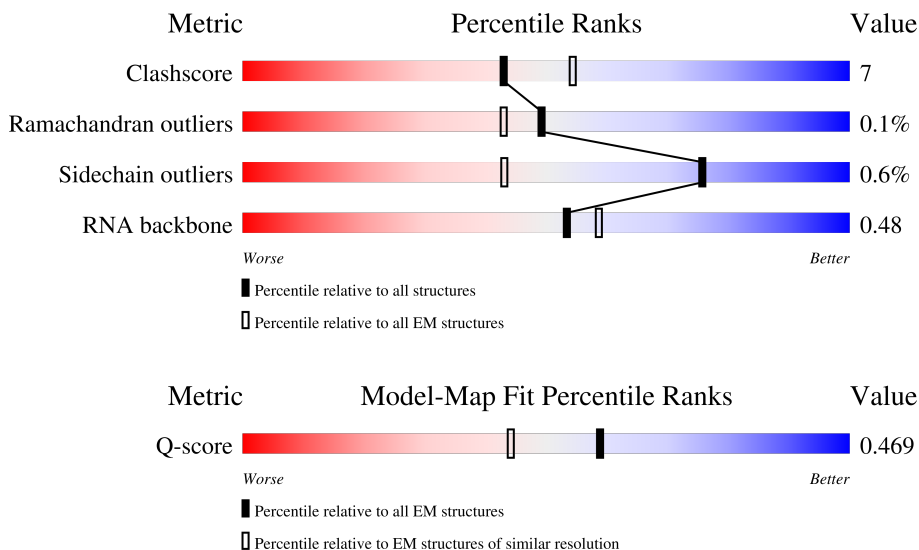 Metric Percentile Ranks Value
Clashscore 7
Ramachandran outliers 0.1%
Sidechain outliers 0.6%
RNA backbone 0.48
Worse Better
Percentile relative to all structures
Percentile relative to all EM structures
Metric Model-Map Fit Percentile Ranks Value
Q-score 0.469
Worse Better
Percentile relative to all EM structures
Percentile relative to EM structures of similar resolution